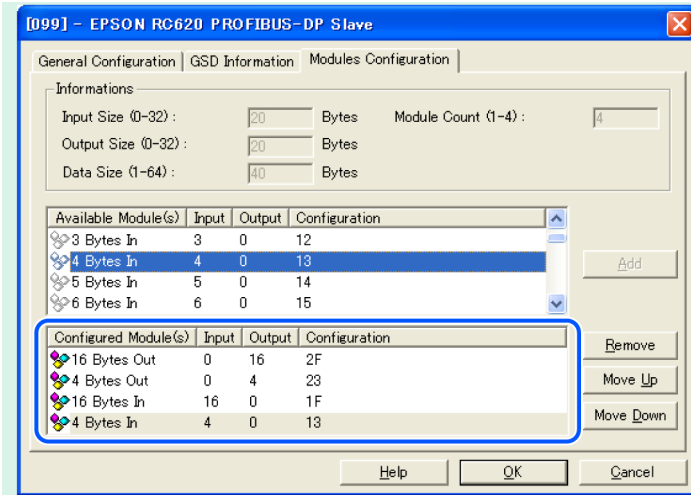 [099] - EPSON RC620 PROFIBUS-DP Slave
General Configuration GSD Information Modules Configuration
Informations
Input Size (0-32) : 20 Bytes Module Count (1-4) : 4
Output Size (0-32) : 20 Bytes
Data Size (1-64) : 40 Bytes
Available Module(s) Input Output Configuration
3 Bytes In 3 0 12
4 Bytes In 4 0 13
5 Bytes In 5 0 14
6 Bytes In 6 0 15
Add
Configured Module(s) Input Output Configuration
16 Bytes Out 0 16 2F
4 Bytes Out 0 4 23
16 Bytes In 16 0 1F
4 Bytes In 4 0 13
Remove
Move Up
Move Down
Help OK Cancel